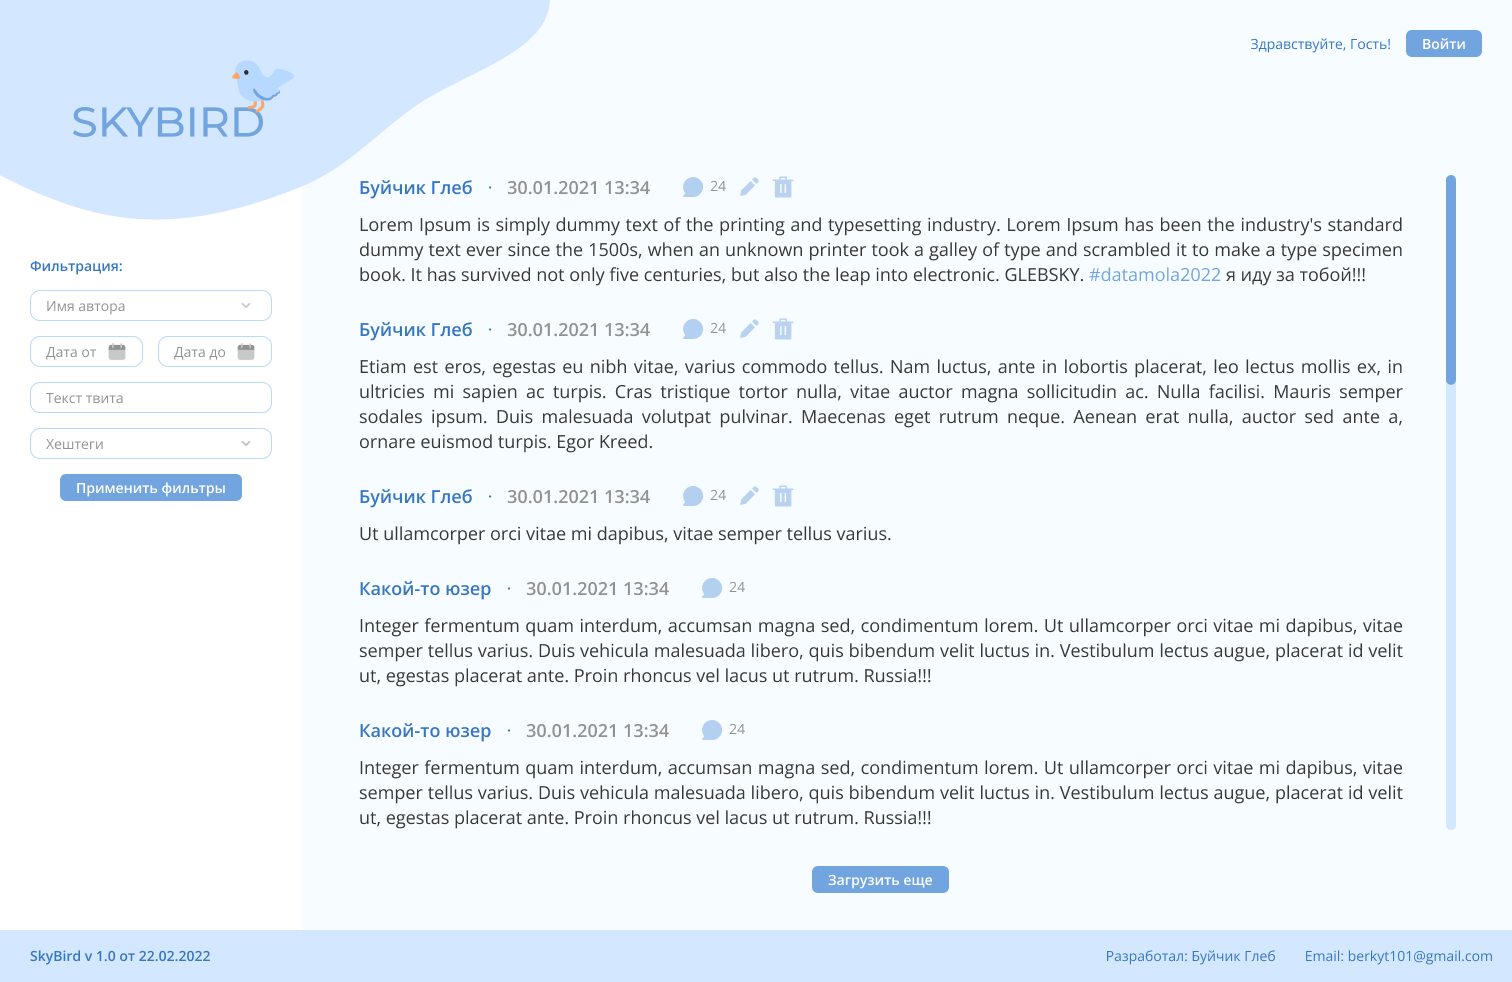 Здравствуйте, Гость!
Войти
SKYBIRD
Фильтрация:
Имя автора
Дата от
Дата до
Текст твита
Хештеги
Применить фильтры
Буйчик Глеб · 30.01.2021 13:34 24
Lorem Ipsum is simply dummy text of the printing and typesetting industry. Lorem Ipsum has been the industry's standard
dummy text ever since the 1500s, when an unknown printer took a galley of type and scrambled it to make a type specimen
book. It has survived not only five centuries, but also the leap into electronic. GLEBSKY. #datamola2022 я иду за тобой!!!
Буйчик Глеб · 30.01.2021 13:34 24
Etiam est eros, egestas eu nibh vitae, varius commodo tellus. Nam luctus, ante in lobortis placerat, leo lectus mollis ex, in
ultricies mi sapien ac turpis. Cras tristique tortor nulla, vitae auctor magna sollicitudin ac. Nulla facilisi. Mauris semper
sodales ipsum. Duis malesuada volutpat pulvinar. Maecenas eget rutrum neque. Aenean erat nulla, auctor sed ante a,
ornare euismod turpis. Egor Kreed.
Буйчик Глеб · 30.01.2021 13:34 24
Ut ullamcorper orci vitae mi dapibus, vitae semper tellus varius.
Какой-то юзер · 30.01.2021 13:34 24
Integer fermentum quam interdum, accumsan magna sed, condimentum lorem. Ut ullamcorper orci vitae mi dapibus, vitae
semper tellus varius. Duis vehicula malesuada libero, quis bibendum velit luctus in. Vestibulum lectus augue, placerat id velit
ut, egestas placerat ante. Proin rhoncus vel lacus ut rutrum. Russia!!!
Какой-то юзер · 30.01.2021 13:34 24
Integer fermentum quam interdum, accumsan magna sed, condimentum lorem. Ut ullamcorper orci vitae mi dapibus, vitae
semper tellus varius. Duis vehicula malesuada libero, quis bibendum velit luctus in. Vestibulum lectus augue, placerat id velit
ut, egestas placerat ante. Proin rhoncus vel lacus ut rutrum. Russia!!!
Загрузить еще
SkyBird v 1.0 от 22.02.2022
Разработал: Буйчик Глеб
Email: berkyt101@gmail.com